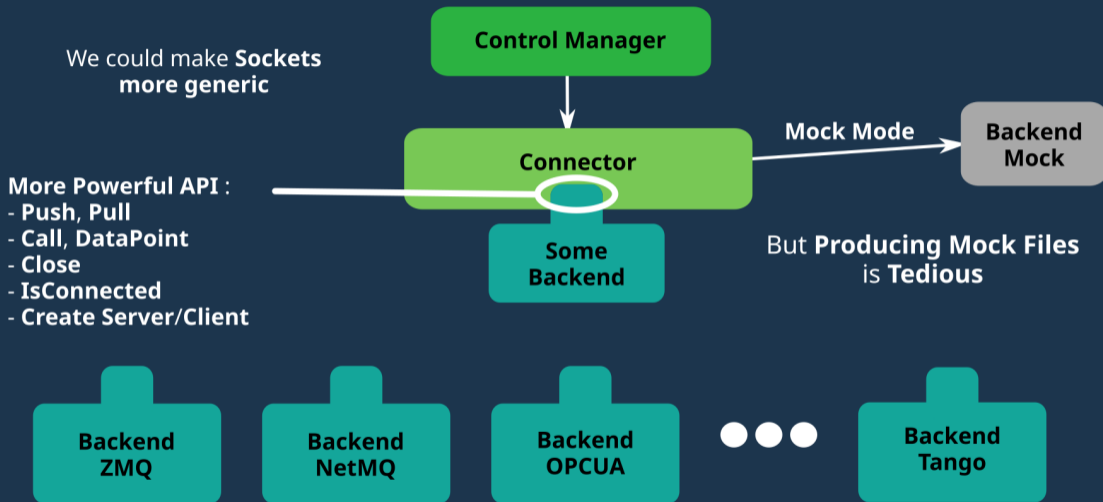 Control Manager
We could make Sockets
more generic
Connector
Mock Mode
Backend
Mock
More Powerful API :
- Push, Pull
- Call, DataPoint
- Close
- IsConnected
- Create Server/Client
Some
Backend
But Producing Mock Files
is Tedious
Backend
ZMQ
Backend
NetMQ
Backend
OPCUA
Backend
Tango